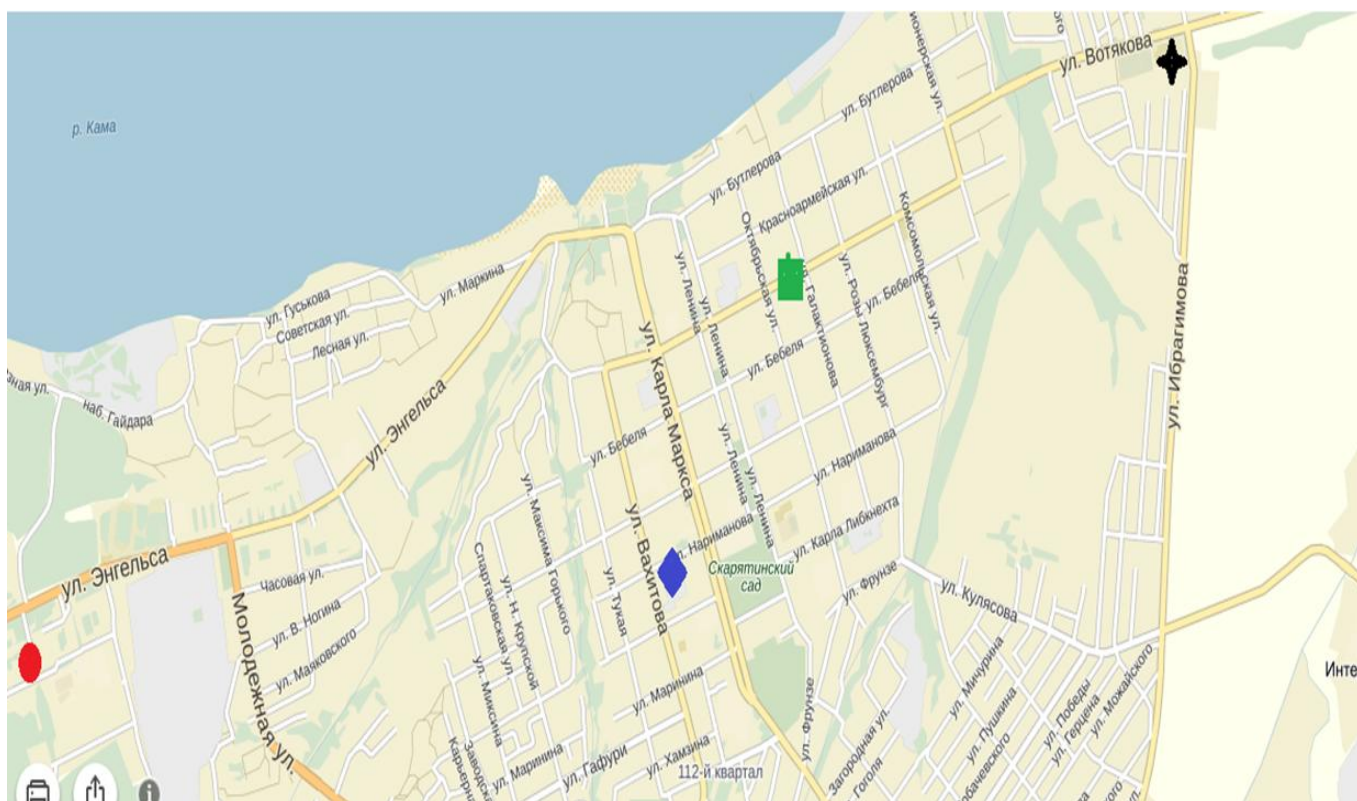 ул. Вотякова
ул. Бутлерова
р. Кама
ул. Бутлерова
Красноармейская ул.
Комсомольская ул.
Октябрьская ул.
ул. Ленина
ул. Галактионова
ул. Розы Люксембург
ул. Бебеля
ул. Маркина
ул. Гуськова
Советская ул.
Лесная ул.
ул. Ибрагимова
ул. Карла Маркса
ул. Ленина
ул. Бебеля
наб. Гайдара
ул. Энгельса
ул. Бебеля
ул. Ленина
ул. Ленина
ул. Нариманова
ул. Максима Горького
ул. Вахитова
Нариманова
ул. Карла Либкнехта
ул. Энгельса
Спартаковская ул.
ул. Н. Крупской
ул. Тукая
Скарятинский
сад
ул. Фрунзе
ул. Кулясова
Часовая ул.
ул. В. Ногина
ул. Маяковского
Молодежная ул.
ул. Миксина
ул. Маринина
ул. Фрунзе
ул. Мичурина
ул. Пушкина
ул. Победы
ул. Герцена
ул. Можайского
Инте
ул. Маринина
ул. Гафури
ул. Хамзина
112-й квартал
Загородная ул.
ул. Гоголя